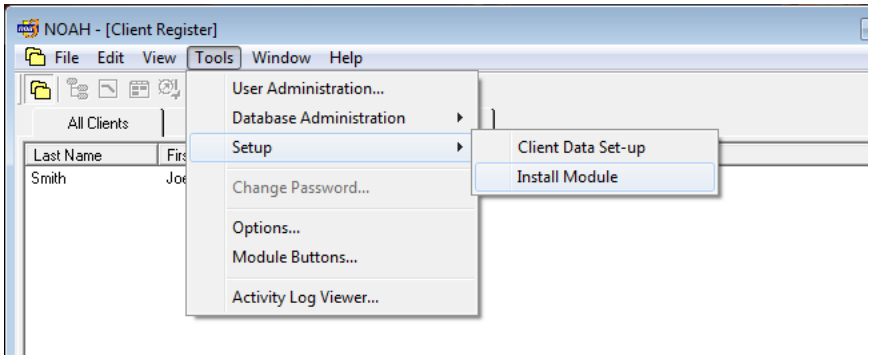 NOAH - [Client Register]
File Edit View Tools Window Help
User Administration...
All Clients Database Administration
Last Name Setup Client Data Set-up
Smith Joe Install Module
Change Password...
Options...
Module Buttons...
Activity Log Viewer...